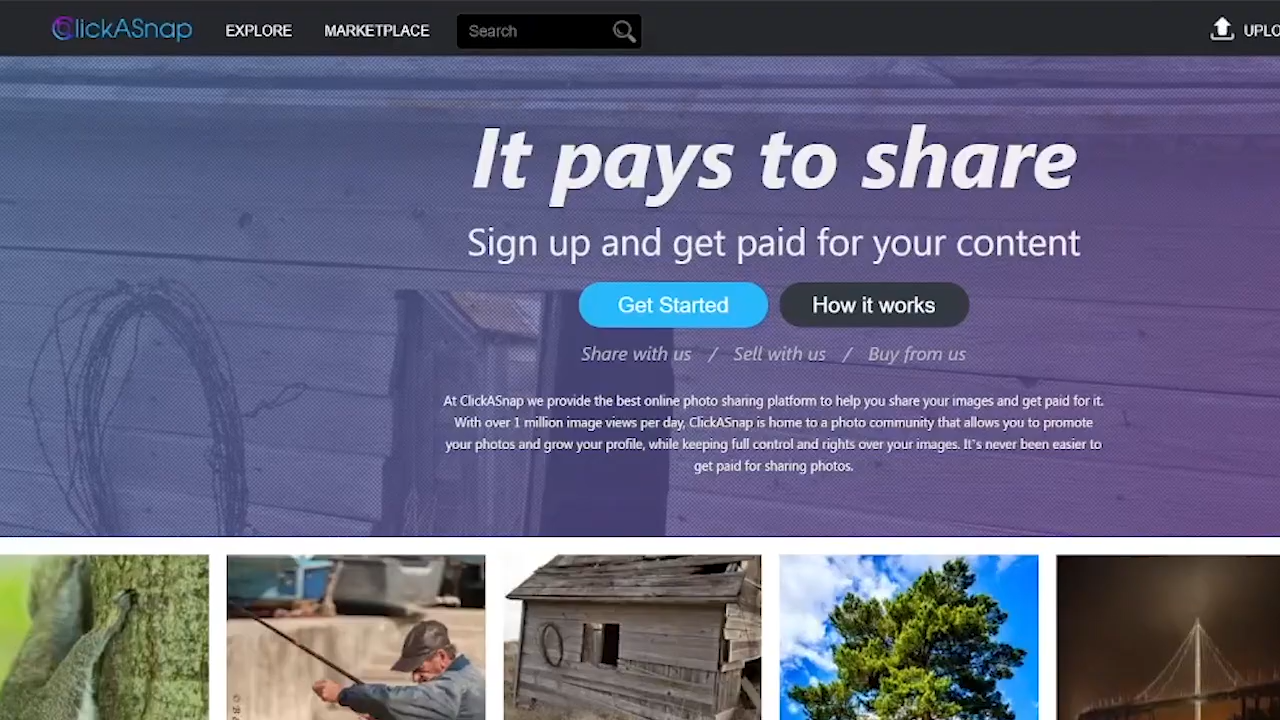 ClickASnap EXPLORE MARKETPLACE Search UPLO
It pays to share
Sign up and get paid for your content
Get Started How it works
Share with us / Sell with us / Buy from us
At ClickASnap we provide the best online photo sharing platform to help you share your images and get paid for it.
With over 1 million image views per day, ClickASnap is home to a photo community that allows you to promote
your photos and grow your profile, while keeping full control and rights over your images. It's never been easier to
get paid for sharing photos.